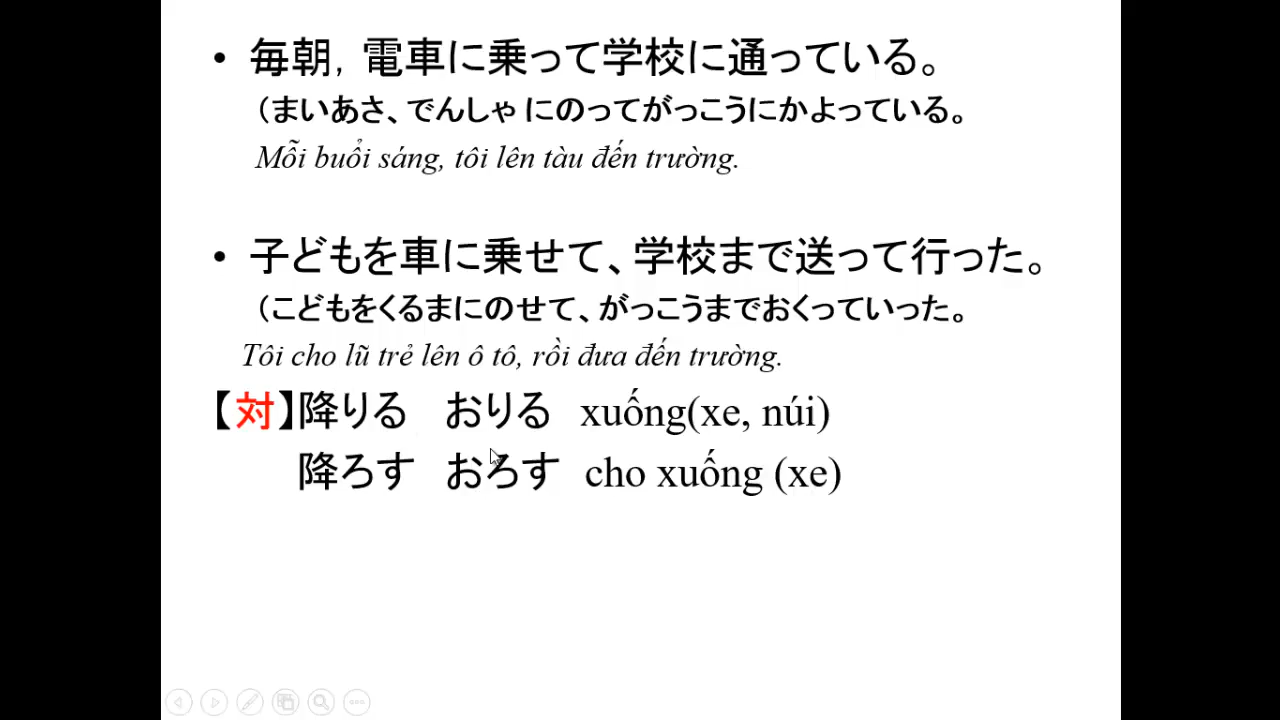 • 毎朝，電車に乗って学校に通っている。
（まいあさ、でんしゃ にのってがっこうにかよっている。
Mỗi buổi sáng, tôi lên tàu đến trường.
• 子どもを車に乗せて、学校まで送って行った。
（こどもをくるまにのせて、がっこうまでおくっていった。
Tôi cho lũ trẻ lên ô tô, rồi đưa đến trường.
【対】降りる　おりる　xuống(xe, núi)
降ろす　おろす　cho xuống (xe)